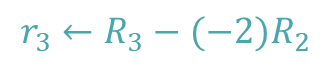 r₃ ← R₃ − (−2)R₂